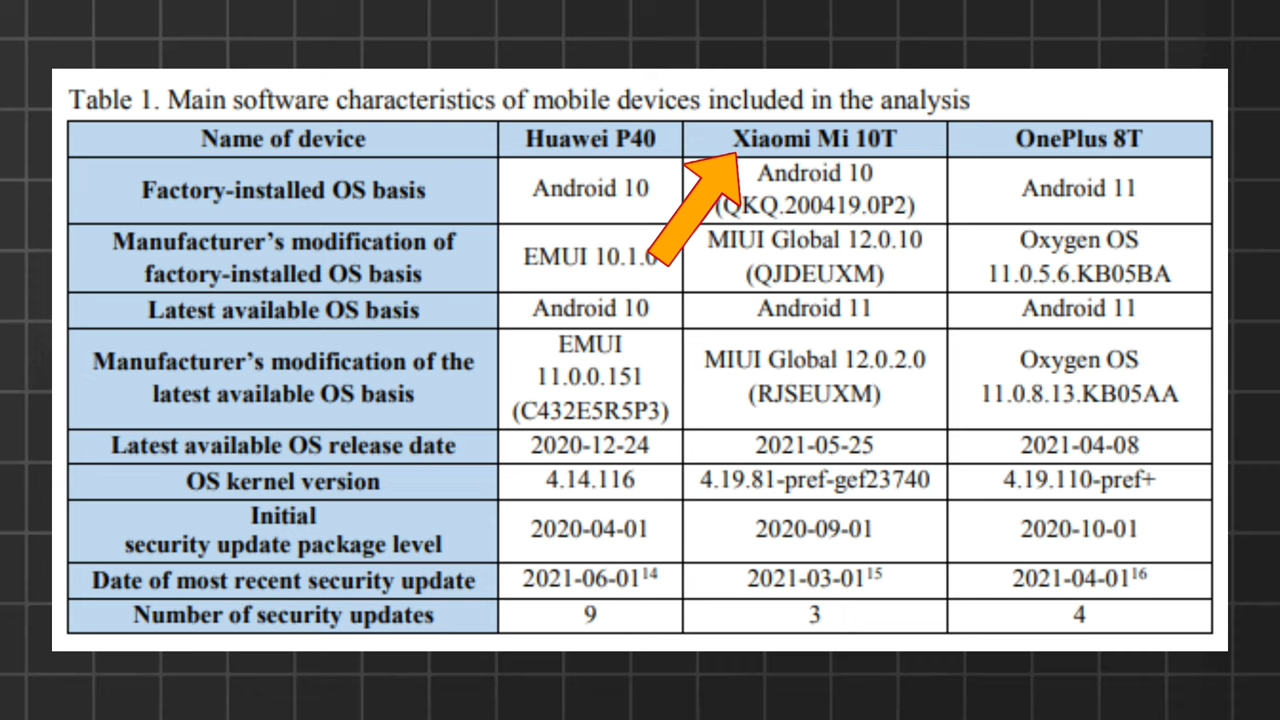 Table 1. Main software characteristics of mobile devices included in the analysis
Name of device Huawei P40 Xiaomi Mi 10T OnePlus 8T
Factory-installed OS basis Android 10 Android 10 (QKQ.200419.0P2) Android 11
Manufacturer’s modification of factory-installed OS basis EMUI 10.1.0 MIUI Global 12.0.10 (QJDEUXM) Oxygen OS 11.0.5.6.KB05BA
Latest available OS basis Android 10 Android 11 Android 11
Manufacturer’s modification of the latest available OS basis EMUI 11.0.0.151 (C432E5R5P3) MIUI Global 12.0.2.0 (RJSEUXM) Oxygen OS 11.0.8.13.KB05AA
Latest available OS release date 2020-12-24 2021-05-25 2021-04-08
OS kernel version 4.14.116 4.19.81-pref-gef23740 4.19.110-pref+
Initial security update package level 2020-04-01 2020-09-01 2020-10-01
Date of most recent security update 2021-06-01¹⁴ 2021-03-01¹⁵ 2021-04-01¹⁶
Number of security updates 9 3 4